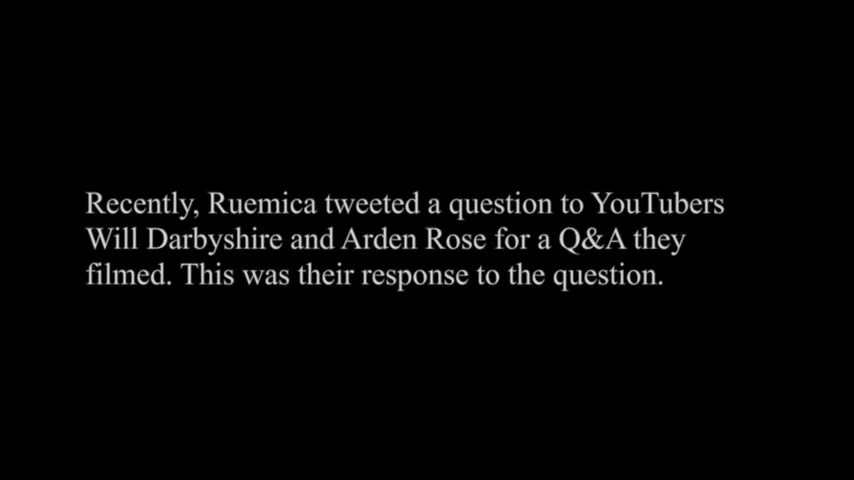 Recently, Ruemica tweeted a question to YouTubers
Will Darbyshire and Arden Rose for a Q&A they
filmed. This was their response to the question.